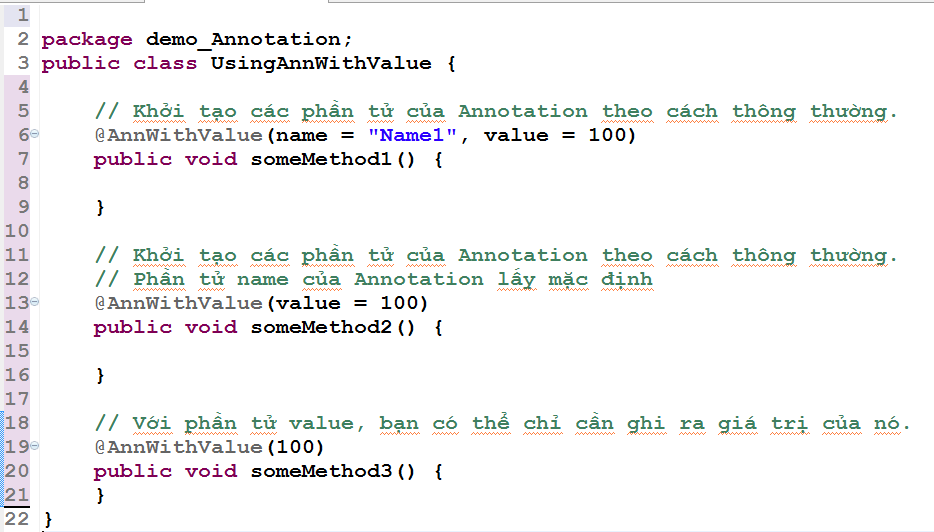 1
2 package demo_Annotation;
3 public class UsingAnnWithValue {
4
5 // Khởi tạo các phần tử của Annotation theo cách thông thường.
6 @AnnWithValue(name = "Name1", value = 100)
7 public void someMethod1() {
8
9 }
10
11 // Khởi tạo các phần tử của Annotation theo cách thông thường.
12 // Phần tử name của Annotation lấy mặc định
13 @AnnWithValue(value = 100)
14 public void someMethod2() {
15
16 }
17
18 // Với phần tử value, bạn có thể chỉ cần ghi ra giá trị của nó.
19 @AnnWithValue(100)
20 public void someMethod3() {
21 }
22 }